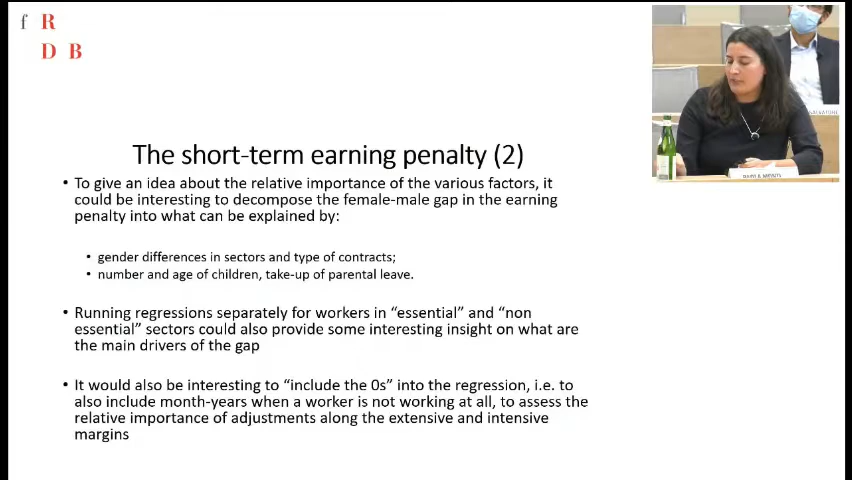 f R
D B
The short-term earning penalty (2)
• To give an idea about the relative importance of the various factors, it
could be interesting to decompose the female-male gap in the earning
penalty into what can be explained by:
• gender differences in sectors and type of contracts;
• number and age of children, take-up of parental leave.
• Running regressions separately for workers in “essential” and “non
essential” sectors could also provide some interesting insight on what are
the main drivers of the gap
• It would also be interesting to “include the 0s” into the regression, i.e. to
also include month-years when a worker is not working at all, to assess the
relative importance of adjustments along the extensive and intensive
margins